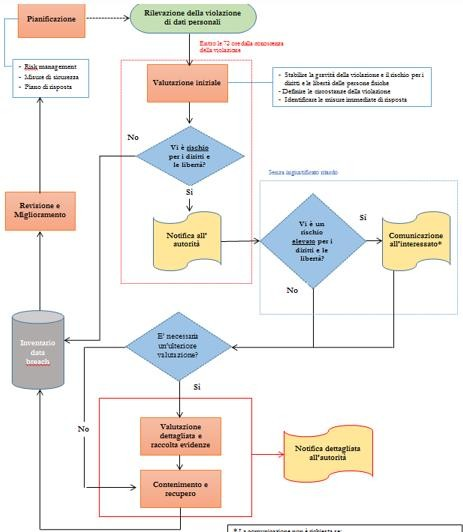 Pianificazione
Rilevazione della violazione
di dati personali
Entro le 72 ore dalla conoscenza
della violazione
- Risk management
- Misure di sicurezza
- Piano di risposta
Valutazione iniziale
- Stabilire la gravità della violazione e il rischio per i
diritti e le libertà delle persone fisiche
- Definire le circostanze della violazione
- Identificare le misure immediate di risposta
No
Vi è rischio
per i diritti e
le libertà?
Si
Senza ingiustificato ritardo
Revisione e
Miglioramento
Notifica all'
autorità
Vi è un
rischio
elevato per i
diritti e le
libertà?
Sì
Comunicazione
all'interessato*
No
Inventario
data
breach
E' necessaria
un'ulteriore
valutazione?
Si
No
Valutazione
dettagliata e
raccolta evidenze
Notifica dettagliata
all'autorità
Contenimento e
recupero
* La comunicazione non è richiesta se: